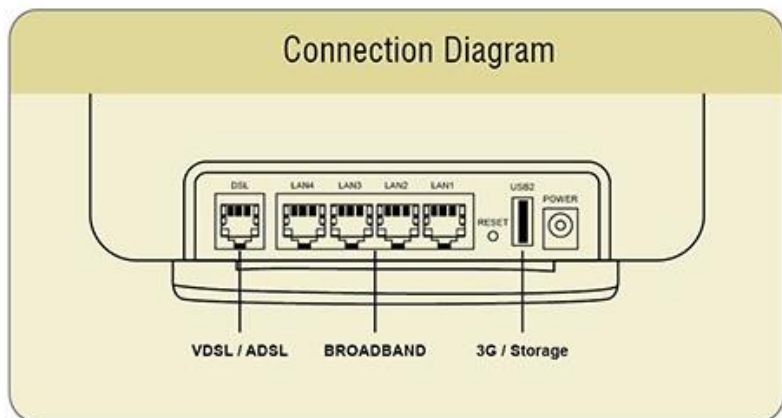 Connection Diagram
DSL LAN4 LAN3 LAN2 LAN1 RESET USB2 POWER
VDSL / ADSL BROADBAND 3G / Storage